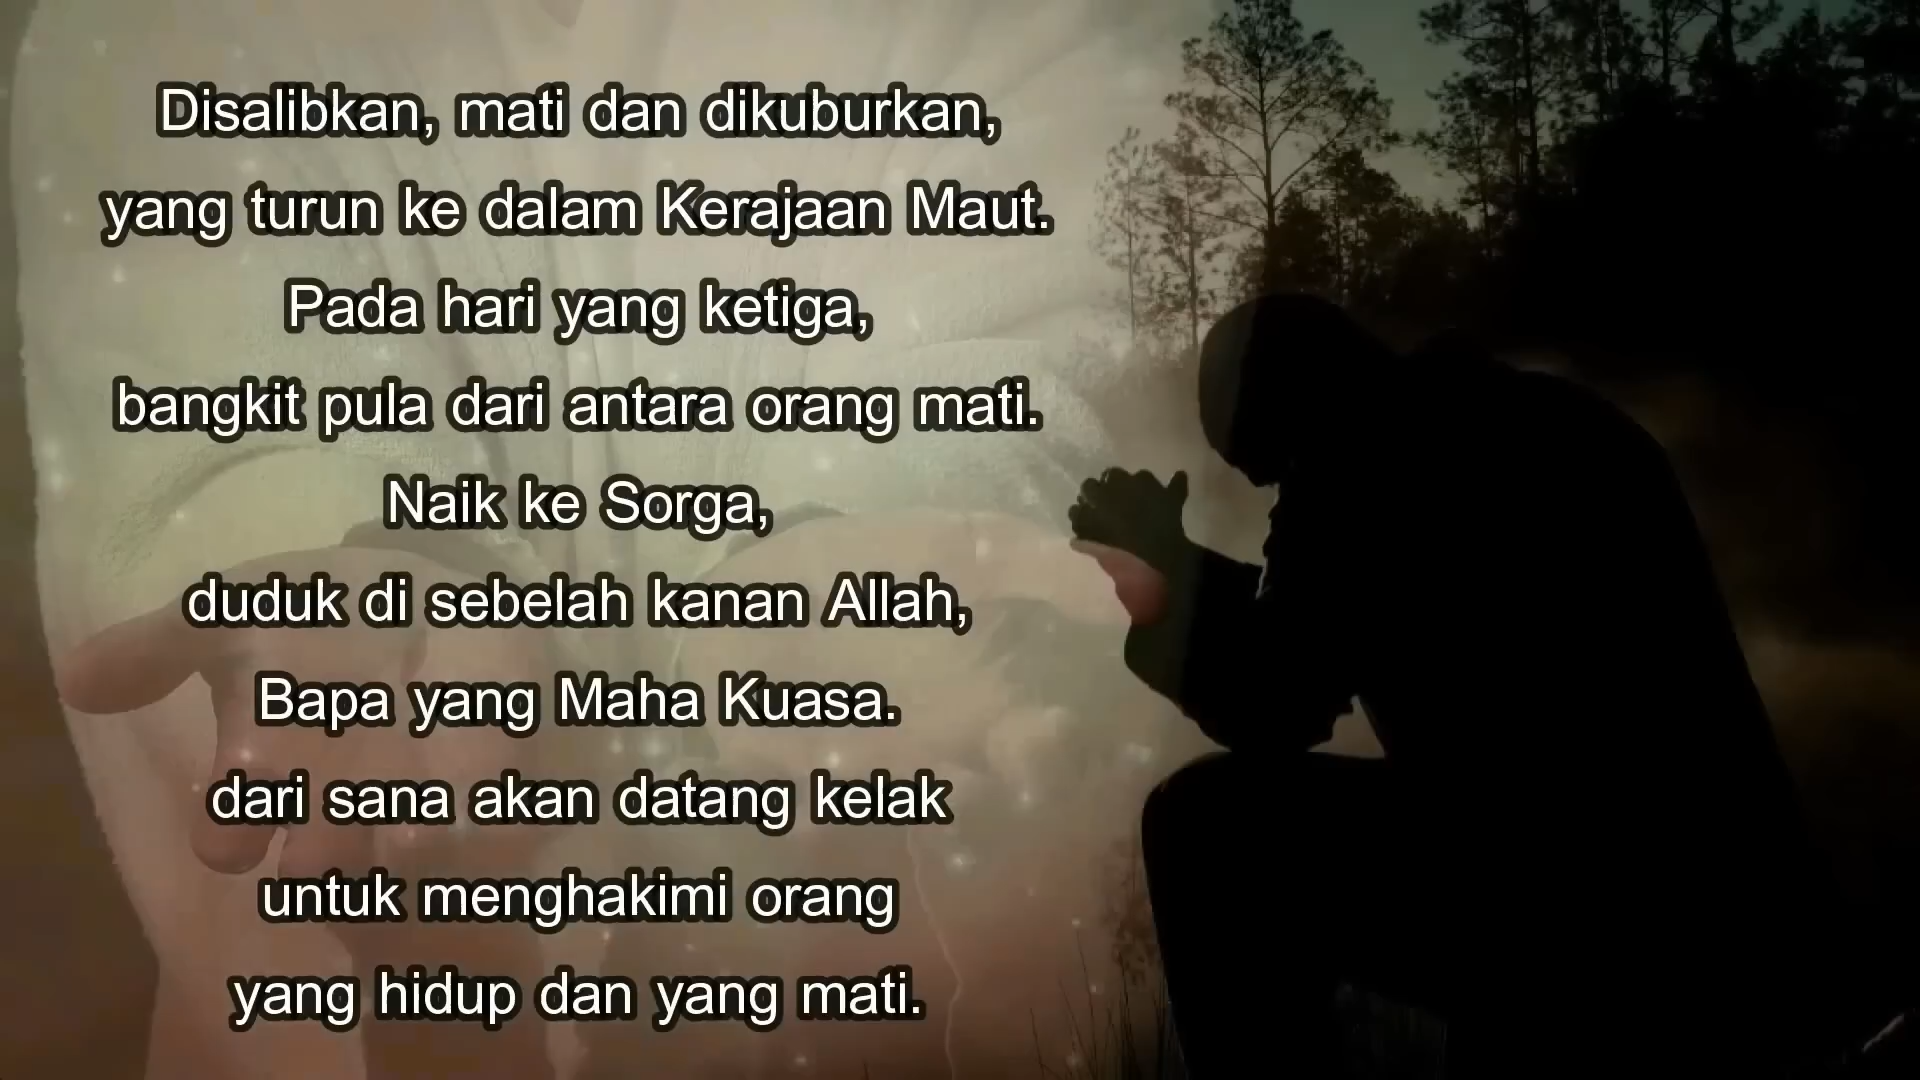 Disalibkan, mati dan dikuburkan,
yang turun ke dalam Kerajaan Maut.
Pada hari yang ketiga,
bangkit pula dari antara orang mati.
Naik ke Sorga,
duduk di sebelah kanan Allah,
Bapa yang Maha Kuasa.
dari sana akan datang kelak
untuk menghakimi orang
yang hidup dan yang mati.